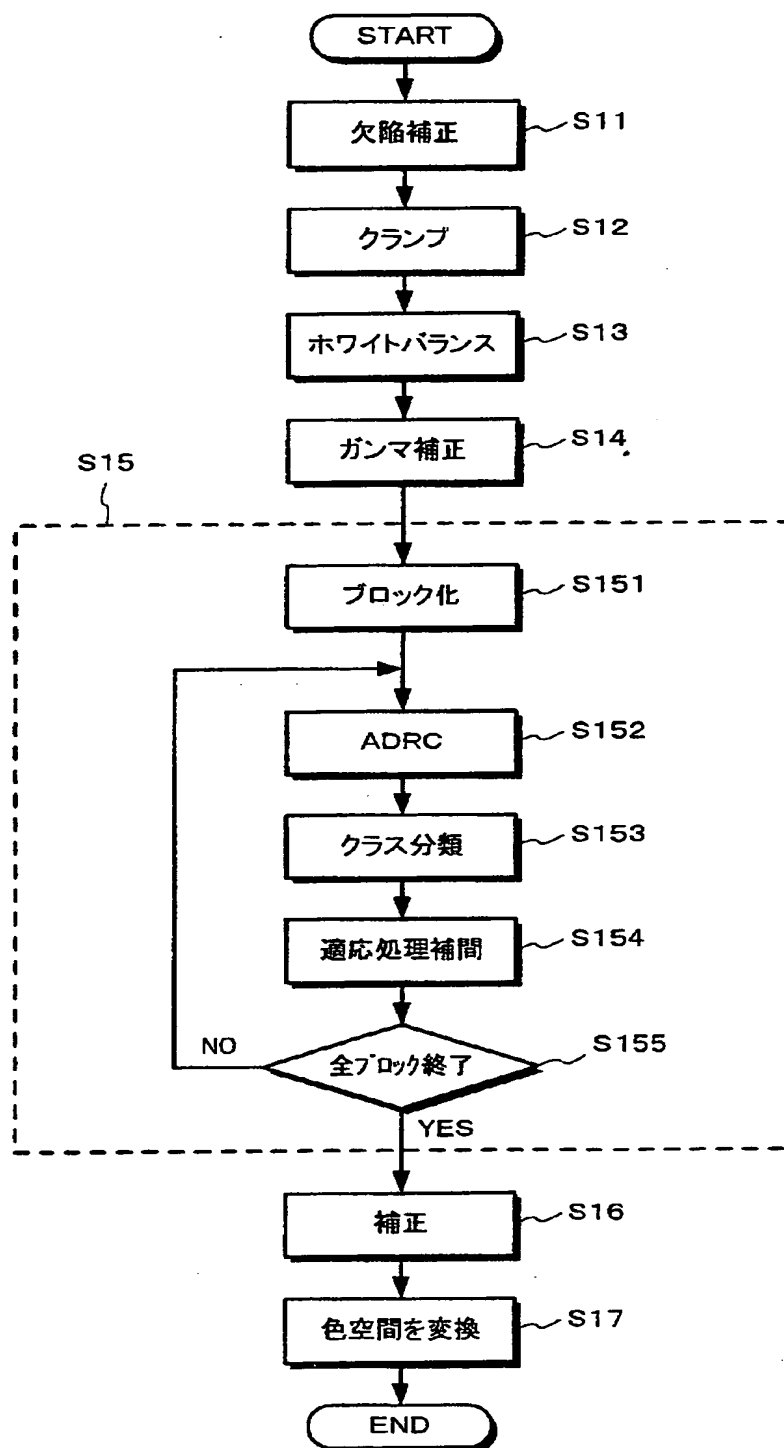 START
欠陥補正
S11
クランプ
S12
ホワイトバランス
S13
ガンマ補正
S14
S15
ブロック化
S151
ADRC
S152
クラス分類
S153
適応処理補間
S154
全ブロック終了
S155
NO
YES
補正
S16
色空間を変換
S17
END